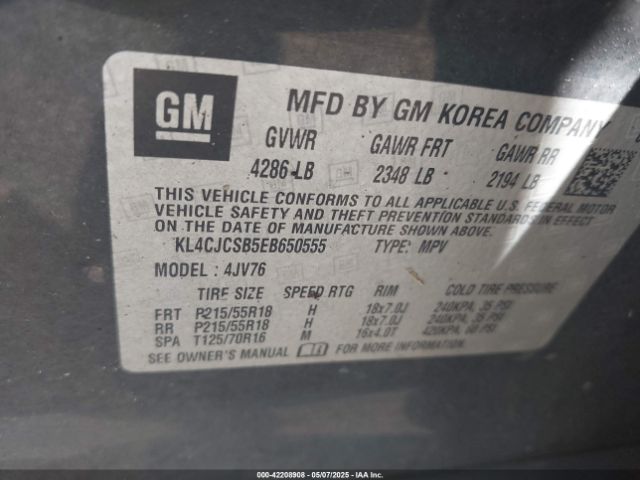 GM
MFD BY GM KOREA COMPANY
GVWR GAWR FRT GAWR RR
4286 LB 2348 LB 2194 LB
THIS VEHICLE CONFORMS TO ALL APPLICABLE U.S. FEDERAL MOTOR
VEHICLE SAFETY AND THEFT PREVENTION STANDARDS IN EFFECT
ON THE DATE OF MANUFACTURE SHOWN ABOVE.
KL4CJCSB5EB650555 TYPE: MPV
MODEL : 4JV76
TIRE SIZE SPEED RTG RIM COLD TIRE PRESSURE
FRT P215/55R18 H 18x7.0J 240KPA, 35 PSI
RR P215/55R18 H 18x7.0J 240KPA, 35 PSI
SPA T125/70R16 M 16x4.0T 420KPA, 60 PSI
SEE OWNER'S MANUAL FOR MORE INFORMATION
000-42208908 - 05/07/2025 - IAAI.COM